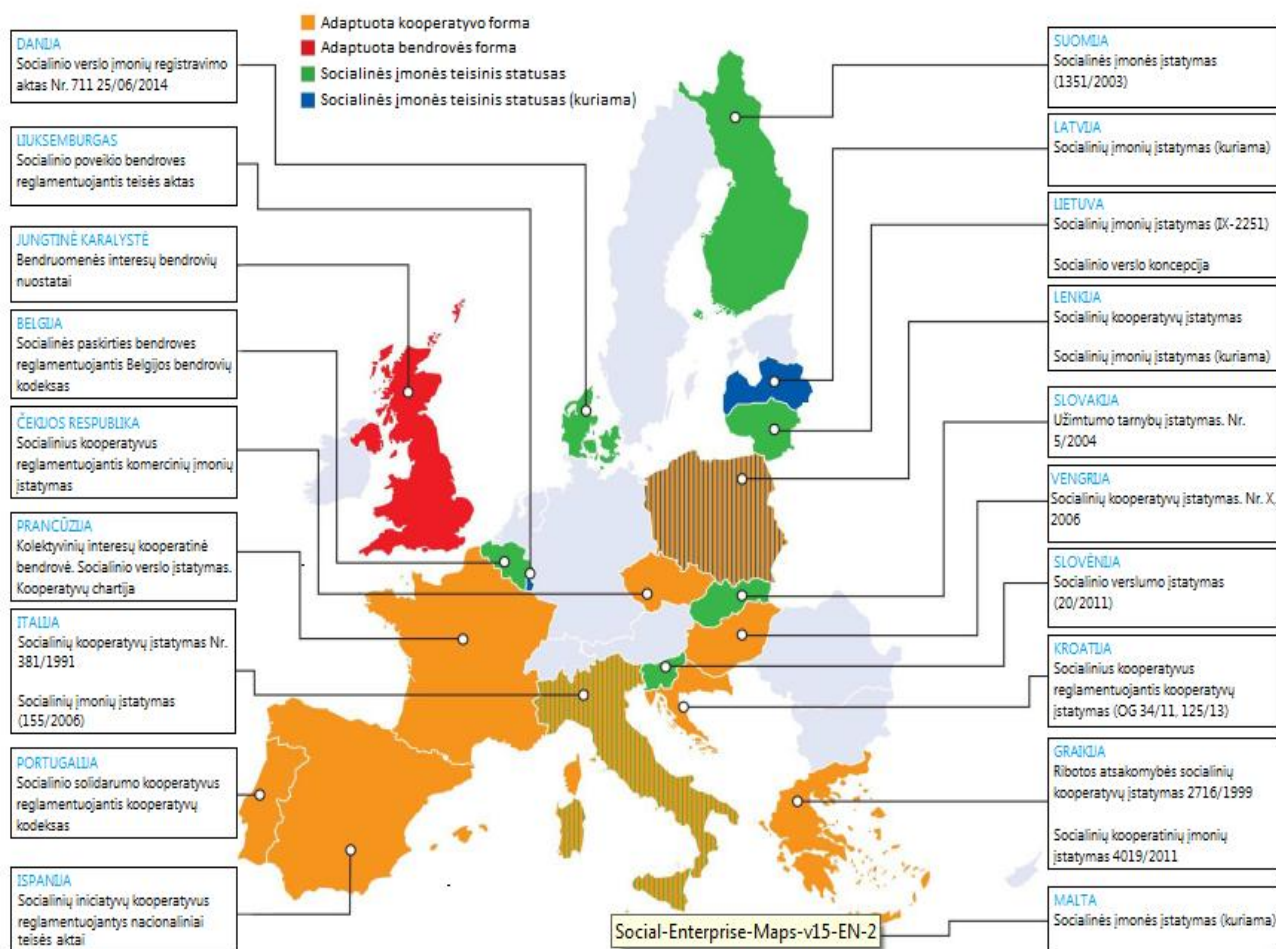 Adaptuota kooperatyvo forma
Adaptuota bendrovės forma
Socialinės įmonės teisinis statusas
Socialinės įmonės teisinis statusas (kuriama)
DANIJA
Socialinio verslo įmonių registravimo
aktas Nr. 711 25/06/2014
LIUKSEMBURGAS
Socialinio poveikio bendroves
reglamentuojantis teisės aktas
JUNGTINĖ KARALYSTĖ
Bendruomenės interesų bendrovių
nuostatai
BELGIJA
Socialinės paskirties bendroves
reglamentuojantis Belgijos bendrovių
kodeksas
ČEKIJOS RESPUBLIKA
Socialinius kooperatyvus
reglamentuojantis komercinių įmonių
įstatymas
PRANCŪZIJA
Kolektyvinių interesų kooperatinė
bendrovė. Socialinio verslo įstatymas.
Kooperatyvų chartija
ITALIJA
Socialinių kooperatyvų įstatymas Nr.
381/1991
Socialinių įmonių įstatymas
(155/2006)
PORTUGALIJA
Socialinio solidarumo kooperatyvus
reglamentuojantis kooperatyvų
kodeksas
ISPANIJA
Socialinių iniciatyvų kooperatyvus
reglamentuojantys nacionaliniai
teisės aktai
SUOMIJA
Socialinės įmonės įstatymas
(1351/2003)
LATVIJA
Socialinių įmonių įstatymas (kuriama)
LIETUVA
Socialinių įmonių įstatymas (IX-2251)
Socialinio verslo koncepcija
LENKIJA
Socialinių kooperatyvų įstatymas
Socialinių įmonių įstatymas (kuriama)
SLOVAKIJA
Užimtumo tarnybų įstatymas. Nr.
5/2004
VENGRIJA
Socialinių kooperatyvų įstatymas. Nr. X,
2006
SLOVĖNIJA
Socialinio verslumo įstatymas
(20/2011)
KROATIJA
Socialinius kooperatyvus
reglamentuojantis kooperatyvų
įstatymas (OG 34/11, 125/13)
GRAIKIJA
Ribotos atsakomybės socialinių
kooperatyvų įstatymas 2716/1999
Socialinių kooperatinių įmonių
įstatymas 4019/2011
MALTA
Socialinės įmonės įstatymas (kuriama)
Social-Enterprise-Maps-v15-EN-2